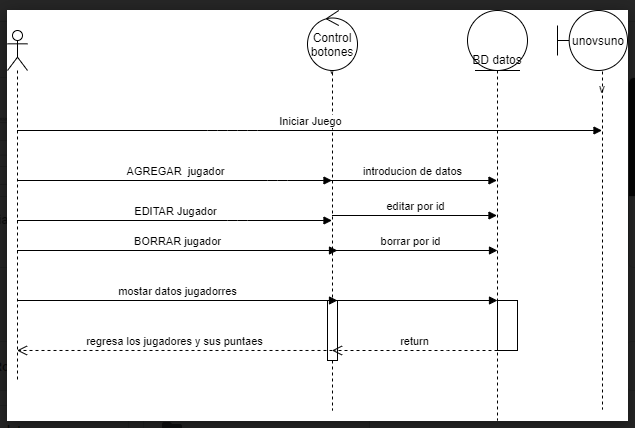 Control
botones
BD datos
unovsuno
v
Iniciar Juego
AGREGAR jugador
introducion de datos
EDITAR Jugador
editar por id
BORRAR jugador
borrar por id
mostar datos jugadorres
regresa los jugadores y sus puntaes
return